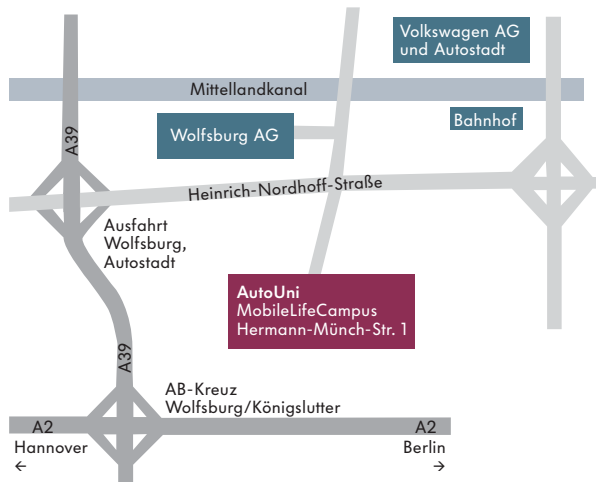 Volkswagen AG
und Autostadt
Mittellandkanal
Bahnhof
Wolfsburg AG
A39
Heinrich-Nordhoff-Straße
Ausfahrt
Wolfsburg,
Autostadt
AutoUni
MobileLifeCampus
Hermann-Münch-Str. 1
A39
AB-Kreuz
Wolfsburg/Königslutter
A2
A2
Hannover
Berlin
←
→